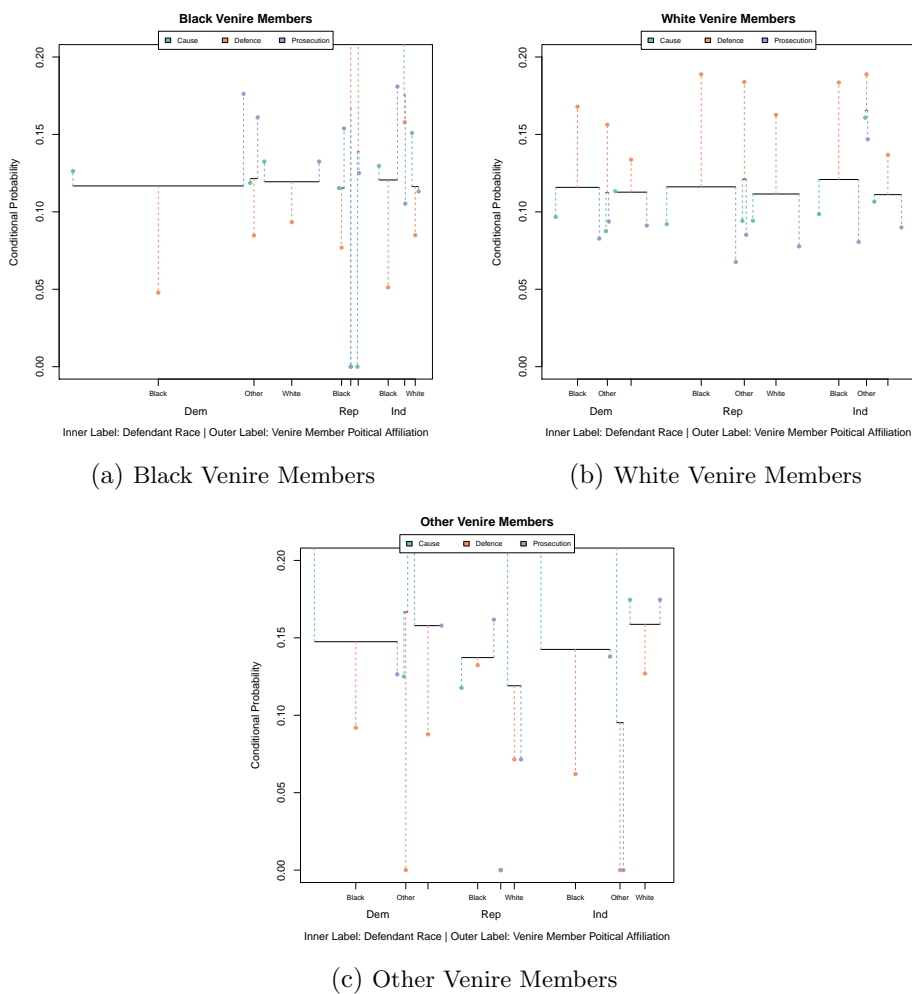 Black Venire Members
Cause Defence Prosecution
0.20
0.15
0.10
0.05
0.00
Conditional Probability
Black Other White Black Black White
Dem Rep Ind
Inner Label: Defendant Race | Outer Label: Venire Member Poitical Affiliation
(a) Black Venire Members
White Venire Members
Cause Defence Prosecution
0.20
0.15
0.10
0.05
0.00
Conditional Probability
Black Other Black Other White Black Other
Dem Rep Ind
Inner Label: Defendant Race | Outer Label: Venire Member Poitical Affiliation
(b) White Venire Members
Other Venire Members
Cause Defence Prosecution
0.20
0.15
0.10
0.05
0.00
Conditional Probability
Black Other Black White Black Other White
Dem Rep Ind
Inner Label: Defendant Race | Outer Label: Venire Member Poitical Affiliation
(c) Other Venire Members